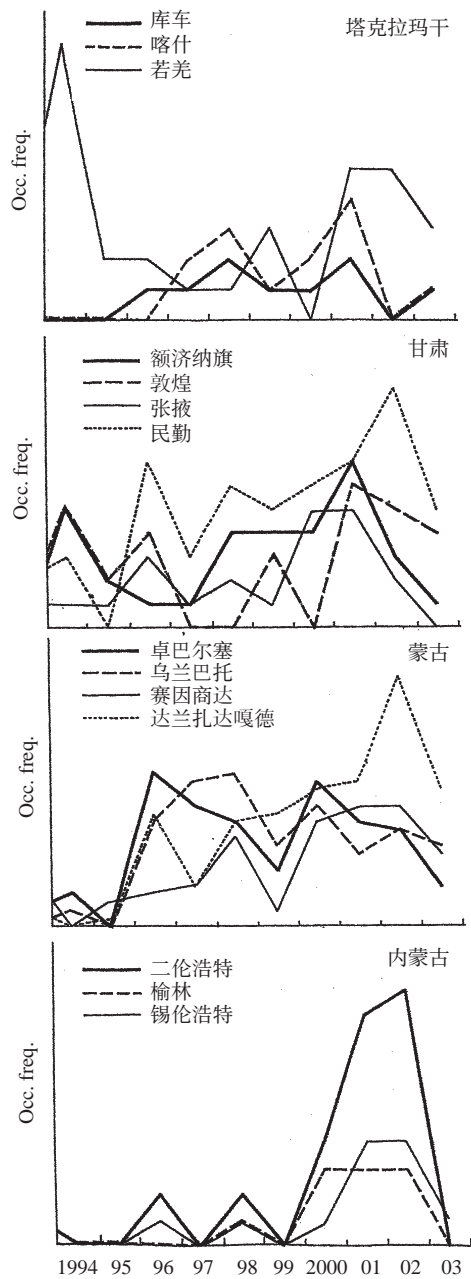 库车
喀什
若羌
塔克拉玛干
Occ. freq.
额济纳旗
敦煌
张掖
民勤
甘肃
Occ. freq.
卓巴尔塞
乌兰巴托
赛因商达
达兰扎达嘎德
蒙古
Occ. freq.
二伦浩特
榆林
锡伦浩特
内蒙古
Occ. freq.
1994 95 96 97 98 99 2000 01 02 03